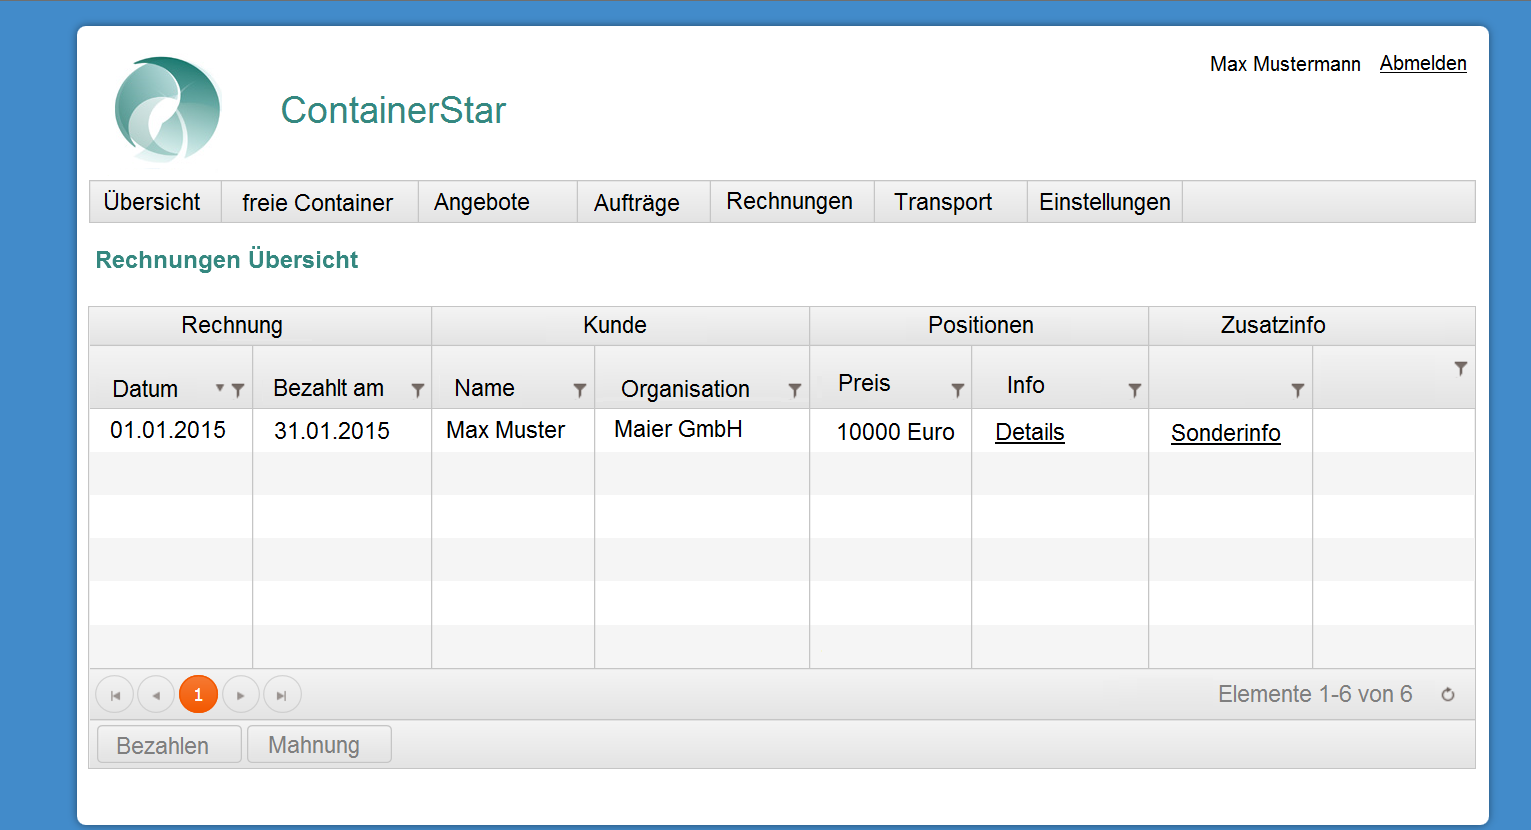 Max Mustermann Abmelden
ContainerStar
Übersicht freie Container Angebote Aufträge Rechnungen Transport Einstellungen
Rechnungen Übersicht
Rechnung Kunde Positionen Zusatzinfo
Datum Bezahlt am Name Organisation Preis Info
01.01.2015 31.01.2015 Max Muster Maier GmbH 10000 Euro Details Sonderinfo
1 Elemente 1-6 von 6
Bezahlen Mahnung